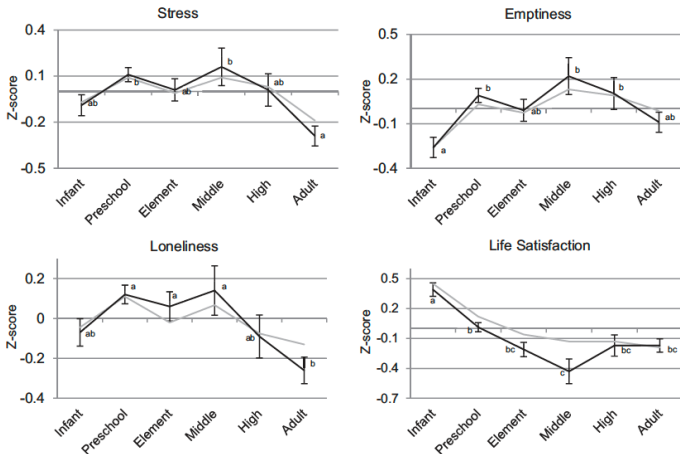 Stress
0.4
0.1
-0.2
-0.5
Z-score
ab
b
ab
b
ab
a
Infant
Preschool
Element
Middle
High
Adult
Emptiness
0.5
0.2
-0.1
-0.4
Z-score
a
b
ab
b
b
ab
Infant
Preschool
Element
Middle
High
Adult
Loneliness
0.2
0
-0.2
-0.4
Z-score
ab
a
a
a
ab
b
Infant
Preschool
Element
Middle
High
Adult
Life Satisfaction
0.5
0.2
-0.1
-0.4
-0.7
Z-score
a
b
bc
c
bc
bc
Infant
Preschool
Element
Middle
High
Adult